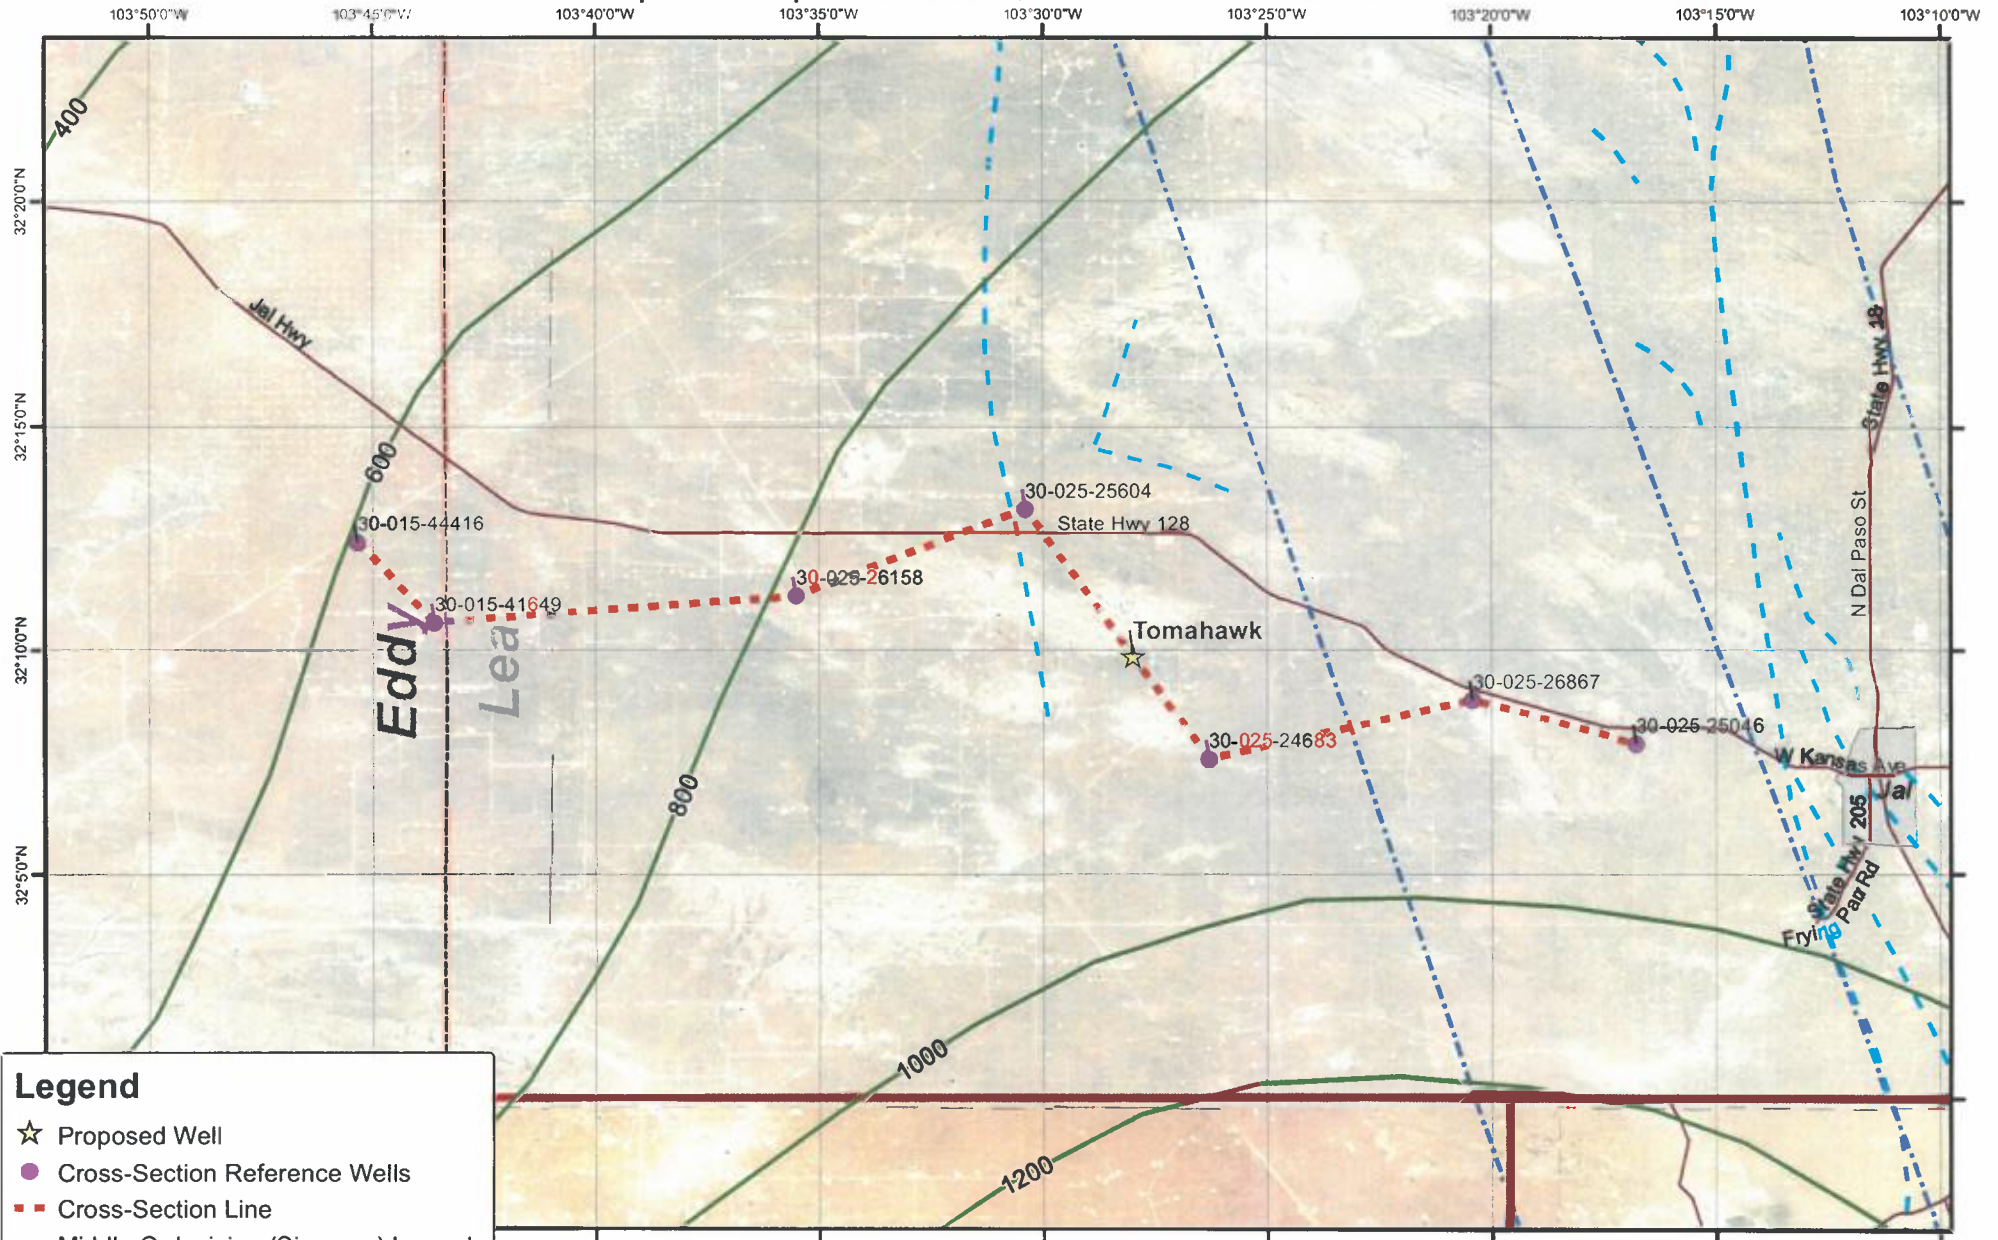 103°50'0"W 103°45'0"W 103°40'0"W 103°35'0"W 103°30'0"W 103°25'0"W 103°20'0"W 103°15'0"W 103°10'0"W
400
32°20'0"N
Jal Hwy
State Hwy 18
32°15'0"N
600
30-025-25604
30-015-44416
State Hwy 128
N Dal Paso St
30-025-26158
30-015-41649
32°10'0"N
Tomahawk
Eddy
Lea
30-025-26867
30-025-24683
30-025-25046
W Kansas Ave
Jal
800
205
State Hwy
32°5'0"N
Frying Pan Rd
1000
1200
Legend
Proposed Well
Cross-Section Reference Wells
Cross-Section Line